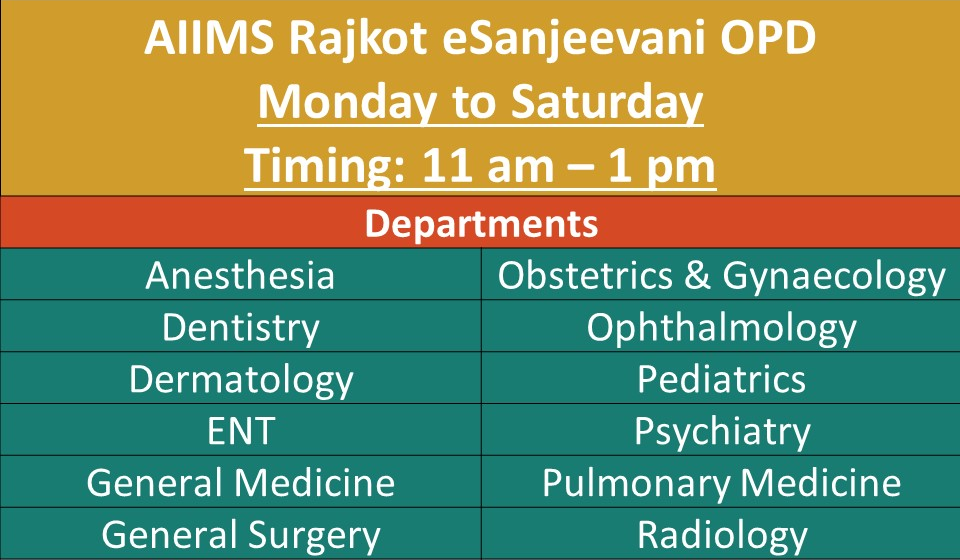 AIIMS Rajkot eSanjeevani OPD
Monday to Saturday
Timing: 11 am – 1 pm
Departments
Anesthesia Obstetrics & Gynaecology
Dentistry Ophthalmology
Dermatology Pediatrics
ENT Psychiatry
General Medicine Pulmonary Medicine
General Surgery Radiology